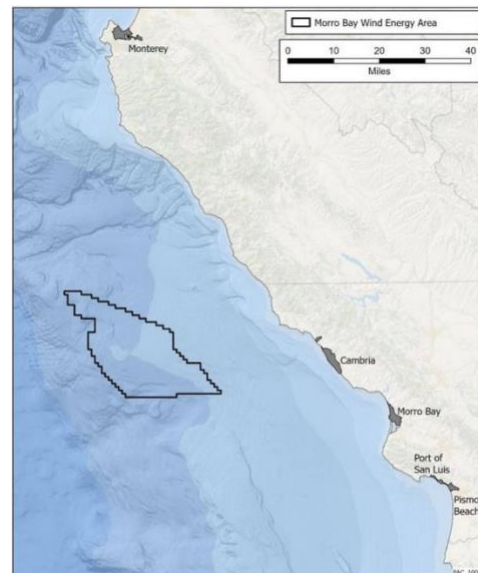 Morro Bay Wind Energy Area
0 10 20 30 40
Miles
Monterey
Cambria
Morro Bay
Port of
San Luis
Pismo
Beach